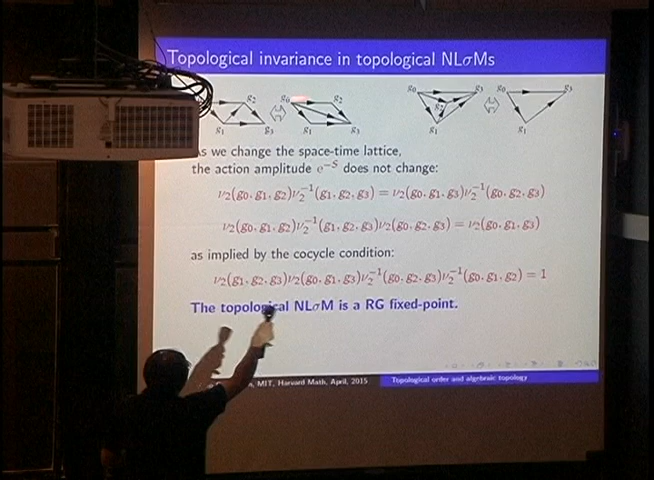 Topological invariance in topological NLσMs
g₂ g₀ g₂ g₀ g₃ g₀ g₃
g₂
g₁ g₃ g₁ g₃ g₁ g₁
As we change the space-time lattice,
the action amplitude e⁻ˢ does not change:
ν₂(g₀, g₁, g₂)ν₂⁻¹(g₁, g₂, g₃) = ν₂(g₀, g₁, g₃)ν₂⁻¹(g₀, g₂, g₃)
ν₂(g₀, g₁, g₂)ν₂⁻¹(g₁, g₂, g₃)ν₂(g₀, g₂, g₃) = ν₂(g₀, g₁, g₃)
as implied by the cocycle condition:
ν₂(g₁, g₂, g₃)ν₂(g₀, g₁, g₃)ν₂⁻¹(g₀, g₂, g₃)ν₂⁻¹(g₀, g₁, g₂) = 1
The topological NLσM is a RG fixed-point.
, MIT, Harvard Math, April, 2015 Topological order and algebraic topology